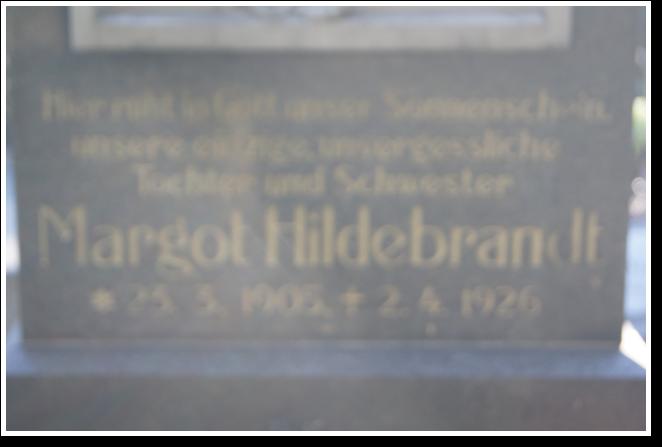 Hier ruht in Gott unser Sonnenschein,
unsere einzige, unvergessliche
Tochter und Schwester
Margot Hildebrandt
* 25. 3. 1905, † 2. 4. 1926